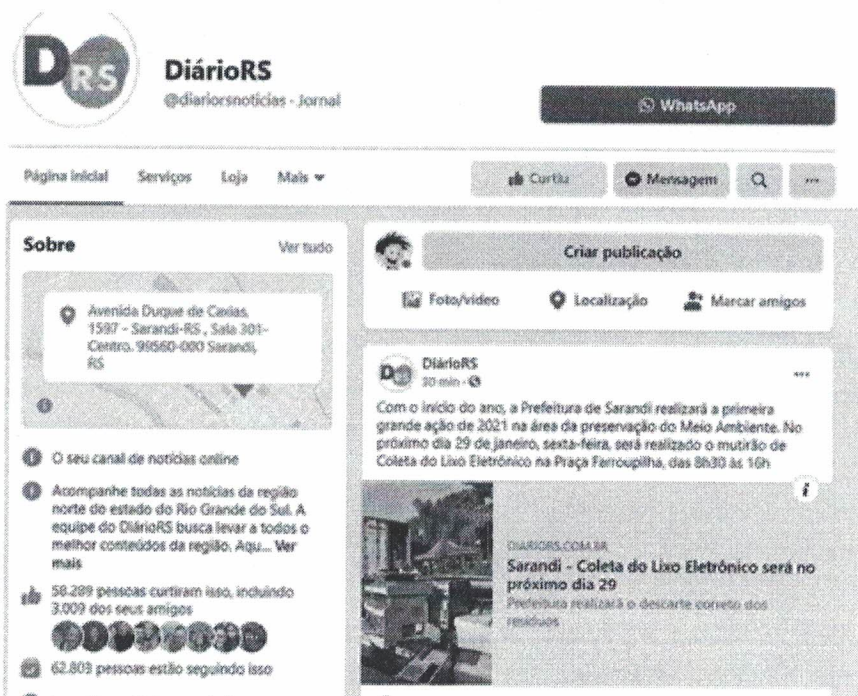 DRS
DiárioRS
@diariorsnoticias - Jornal
WhatsApp
Página inicial Serviços Loja Mais
Curtiu Mensagem ...
Sobre Ver tudo
Avenida Duque de Caxias,
1597 - Sarandi-RS , Sala 301-
Centro. 99560-000 Sarandi,
RS
O seu canal de notícias online
Acompanhe todas as notícias da região
norte do estado do Rio Grande do Sul. A
equipe do DiárioRS busca levar a todos o
melhor conteúdos da região. Aqu... Ver
mais
58.289 pessoas curtiram isso, incluindo
3.009 dos seus amigos
62.803 pessoas estão seguindo isso
Criar publicação
Foto/vídeo Localização Marcar amigos
DiárioRS
30 min
...
Com o início do ano, a Prefeitura de Sarandi realizará a primeira
grande ação de 2021 na área da preservação do Meio Ambiente. No
próximo dia 29 de janeiro, sexta-feira, será realizado o mutirão de
Coleta do Lixo Eletrônico na Praça Farroupilha, das 8h30 às 16h
DIARIORS.COM.BR
Sarandi - Coleta do Lixo Eletrônico será no
próximo dia 29
Prefeitura realizará o descarte correto dos
resíduos